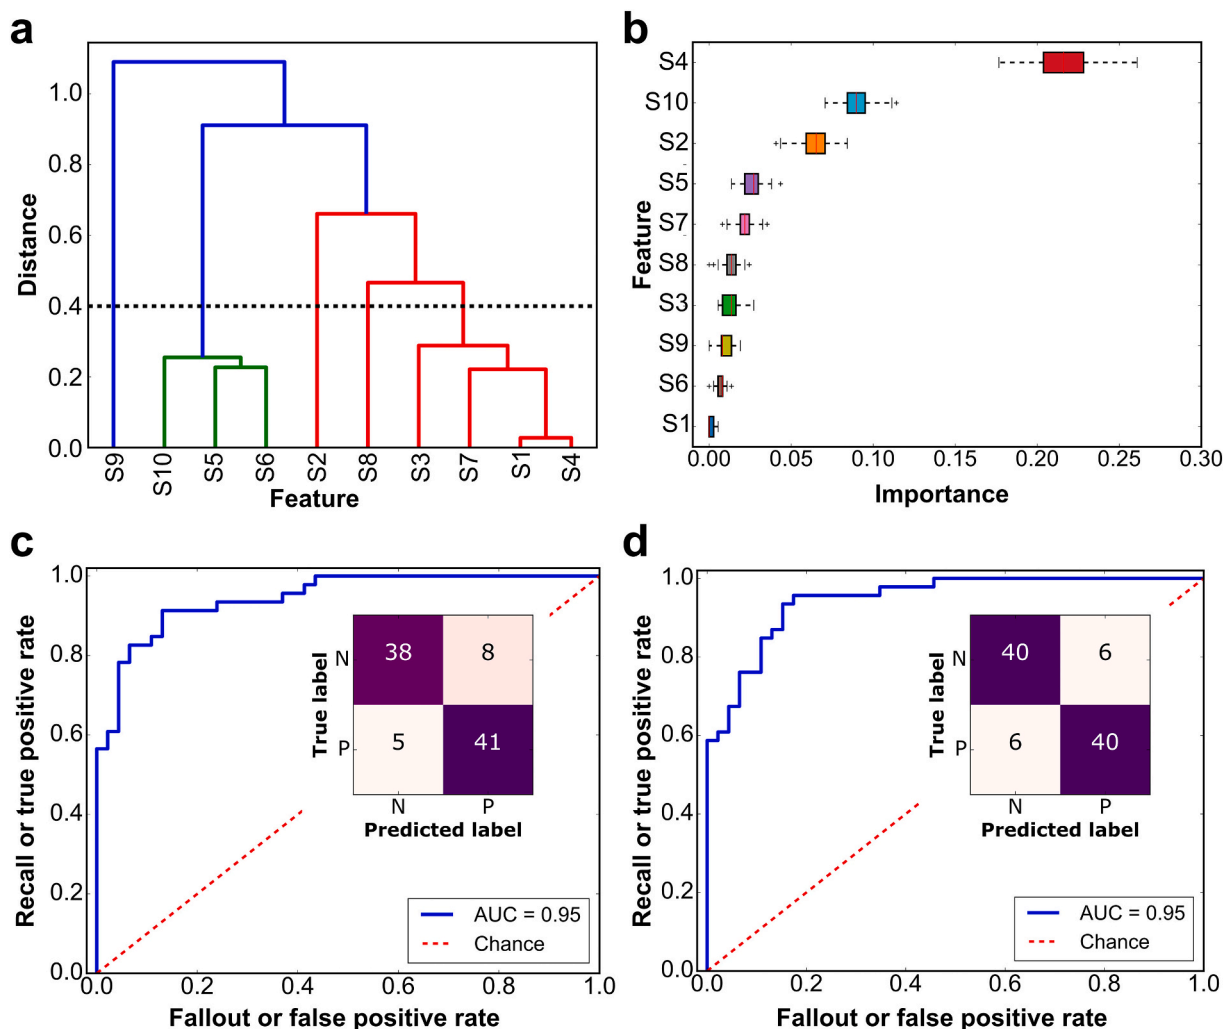 a
Distance
1.0
0.8
0.6
0.4
0.2
0.0
S9 S10 S5 S6 S2 S8 S3 S7 S1 S4
Feature
b
Feature
S4
S10
S2
S5
S7
S8
S3
S9
S6
S1
0.00 0.05 0.10 0.15 0.20 0.25 0.30
Importance
c
Recall or true positive rate
1.0
0.8
0.6
0.4
0.2
0.0
0.0 0.2 0.4 0.6 0.8 1.0
Fallout or false positive rate
True label
N 38 8
P 5 41
N P
Predicted label
AUC = 0.95
Chance
d
Recall or true positive rate
1.0
0.8
0.6
0.4
0.2
0.0
0.0 0.2 0.4 0.6 0.8 1.0
Fallout or false positive rate
True label
N 40 6
P 6 40
N P
Predicted label
AUC = 0.95
Chance